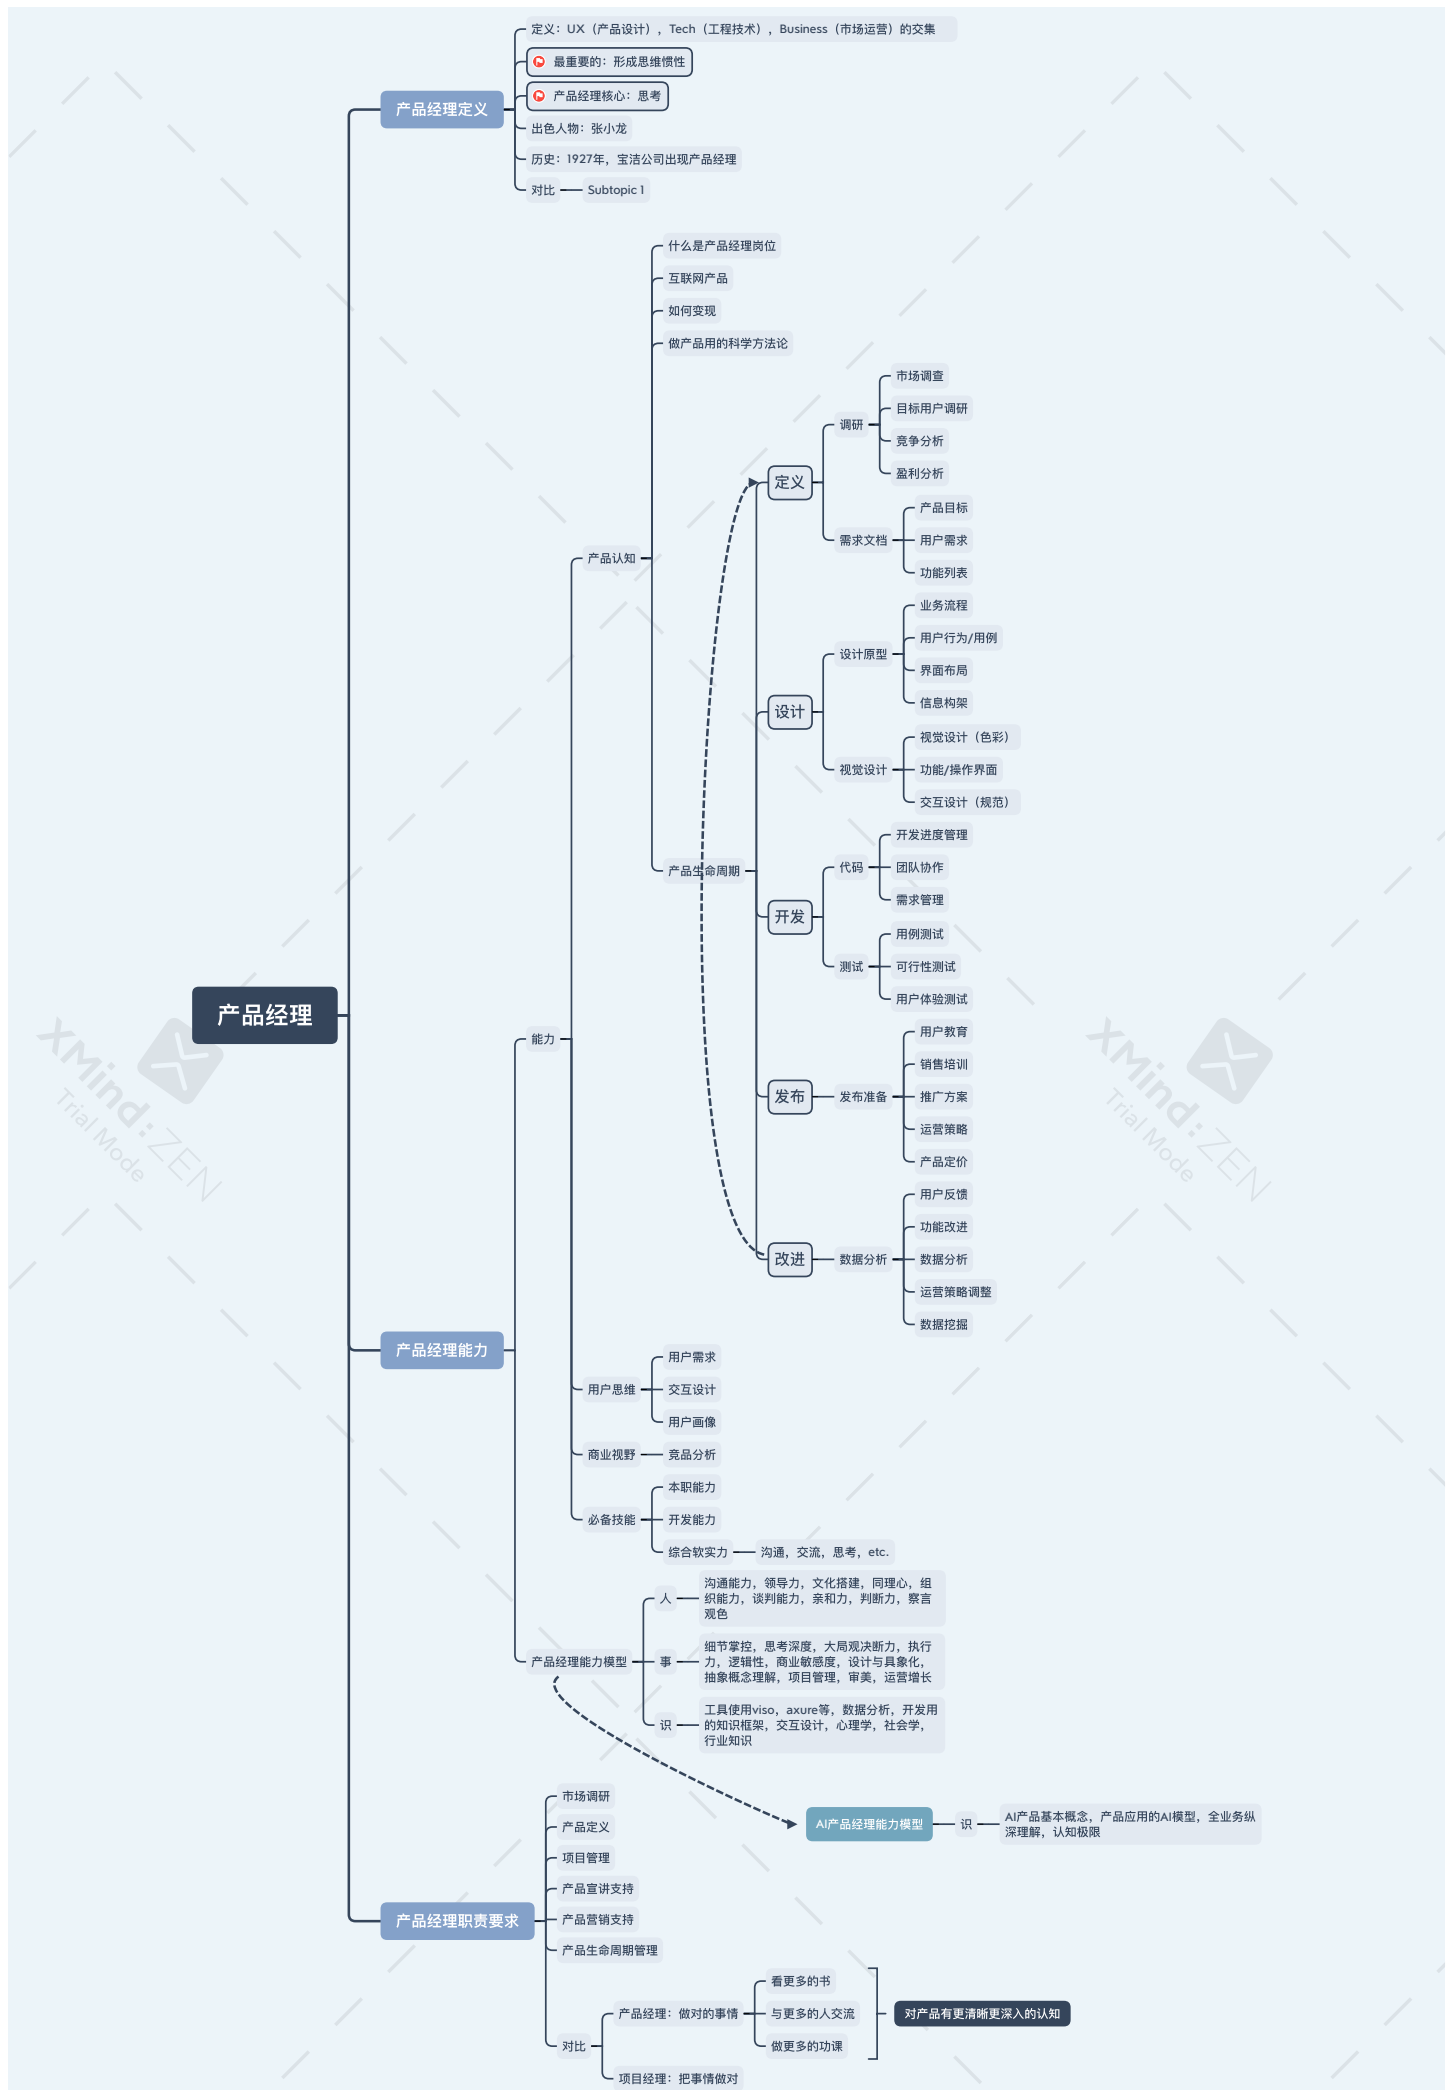 定义：UX（产品设计），Tech（工程技术），Business（市场运营）的交集
最重要的：形成思维惯性
产品经理核心：思考
产品经理定义
出色人物：张小龙
历史：1927年，宝洁公司出现产品经理
对比
Subtopic 1
什么是产品经理岗位
互联网产品
如何变现
做产品用的科学方法论
市场调查
目标用户调研
调研
竞争分析
盈利分析
定义
产品目标
需求文档
用户需求
功能列表
产品认知
业务流程
用户行为/用例
设计原型
界面布局
信息构架
设计
视觉设计（色彩）
视觉设计
功能/操作界面
交互设计（规范）
开发进度管理
代码
团队协作
产品生命周期
需求管理
开发
用例测试
测试
可行性测试
用户体验测试
产品经理
能力
用户教育
销售培训
发布
发布准备
推广方案
运营策略
产品定价
用户反馈
功能改进
改进
数据分析
数据分析
运营策略调整
数据挖掘
产品经理能力
用户需求
用户思维
交互设计
用户画像
商业视野
竞品分析
本职能力
必备技能
开发能力
综合软实力
沟通，交流，思考，etc.
人
沟通能力，领导力，文化搭建，同理心，组
织能力，谈判能力，亲和力，判断力，察言
观色
产品经理能力模型
事
细节掌控，思考深度，大局观决断力，执行
力，逻辑性，商业敏感度，设计与具象化，
抽象概念理解，项目管理，审美，运营增长
识
工具使用viso，axure等，数据分析，开发用
的知识框架，交互设计，心理学，社会学，
行业知识
市场调研
AI产品经理能力模型
识
AI产品基本概念，产品应用的AI模型，全业务纵
深理解，认知极限
产品定义
项目管理
产品宣讲支持
产品经理职责要求
产品营销支持
产品生命周期管理
看更多的书
产品经理：做对的事情
与更多的人交流
对产品有更清晰更深入的认知
对比
做更多的功课
项目经理：把事情做对
XMind:ZEN
Trial Mode
XMind:ZEN
Trial Mode